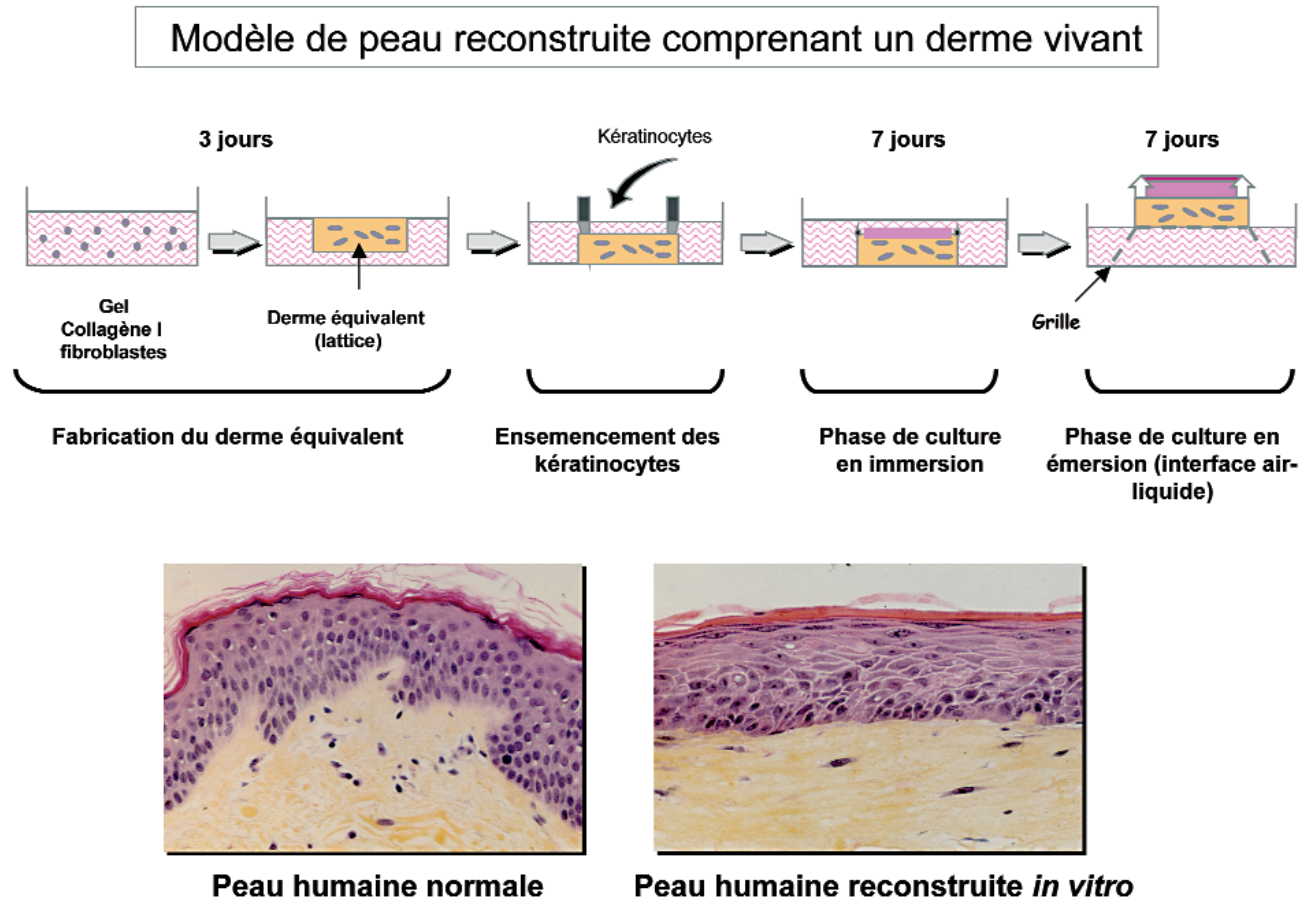 Modèle de peau reconstruite comprenant un derme vivant
3 jours
Kératinocytes
7 jours
7 jours
Gel
Collagène I
fibroblastes
Derme équivalent
(lattice)
Grille
Fabrication du derme équivalent
Ensemencement des
kératinocytes
Phase de culture
en immersion
Phase de culture en
émersion (interface air-
liquide)
Peau humaine normale
Peau humaine reconstruite in vitro